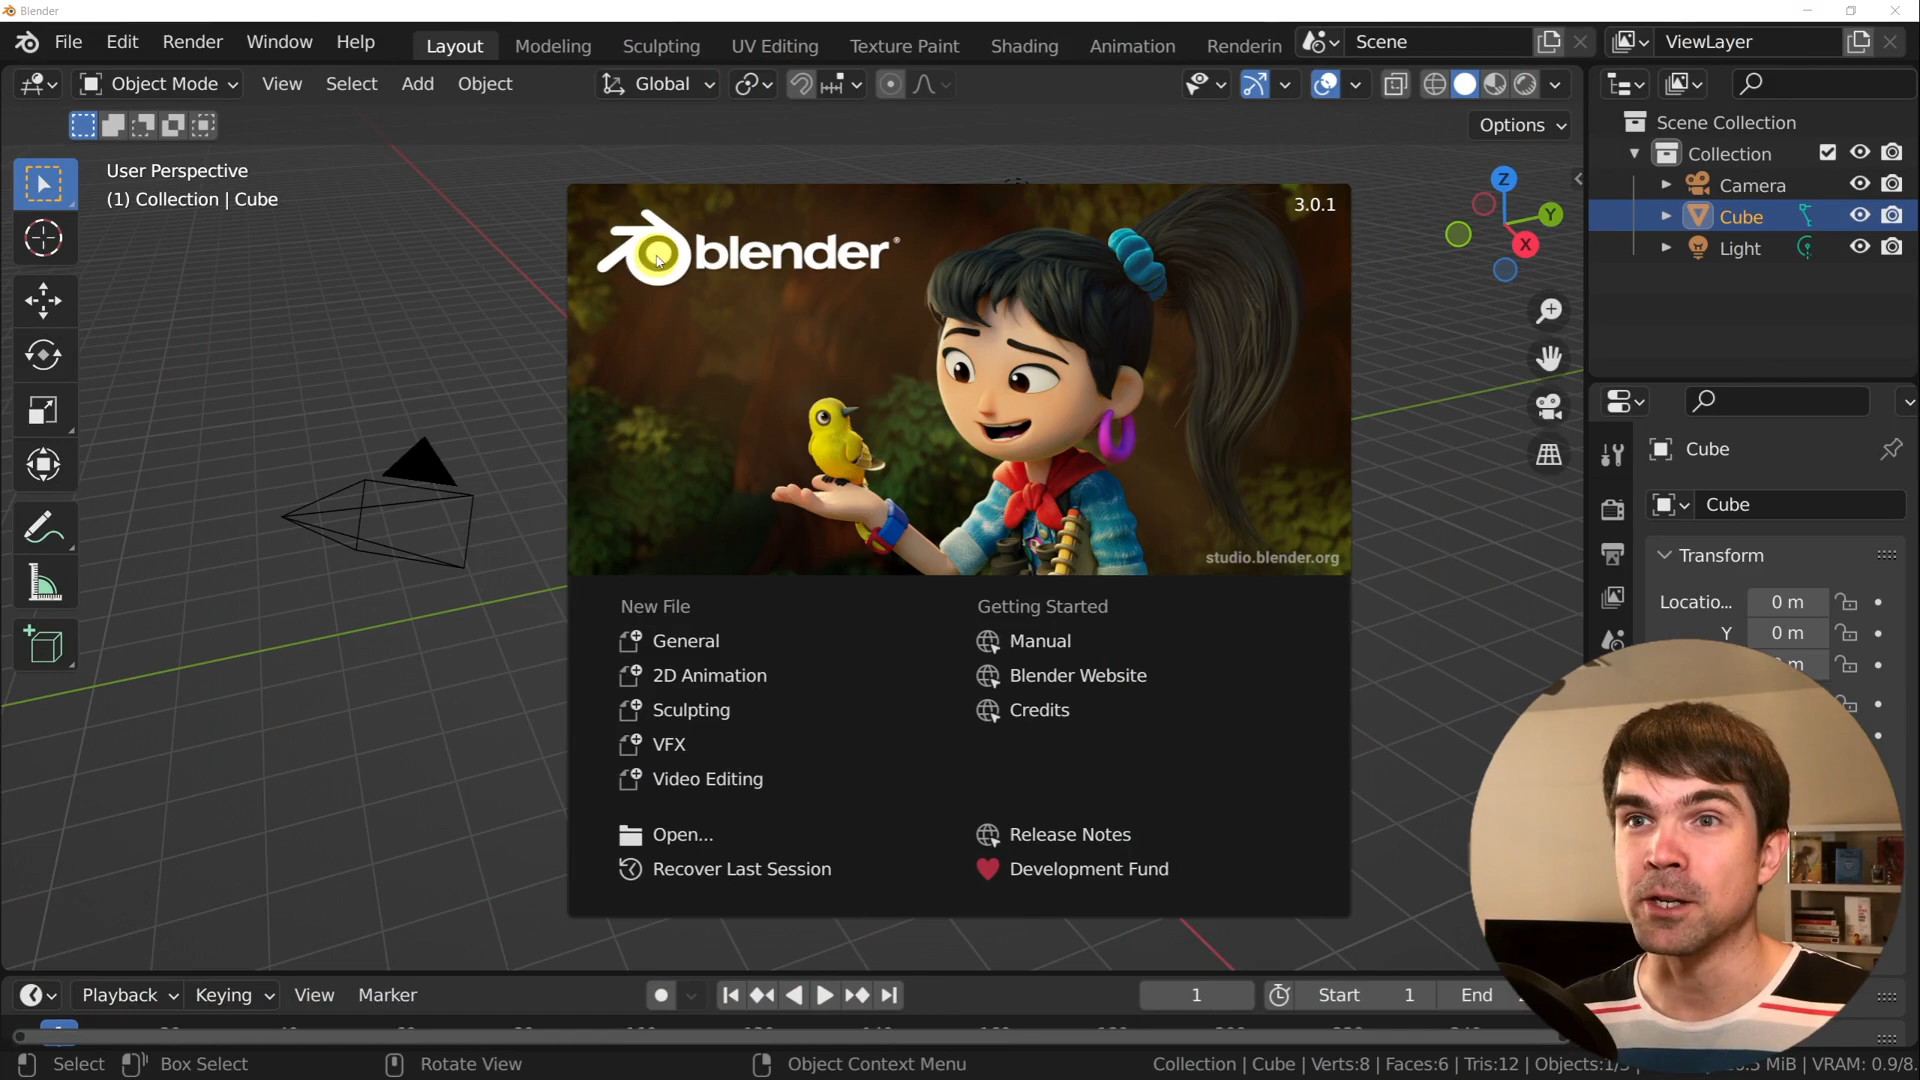 Blender
File Edit Render Window Help Layout Modeling Sculpting UV Editing Texture Paint Shading Animation Renderin Scene ViewLayer
Object Mode View Select Add Object Global
Options
User Perspective
(1) Collection | Cube
Z
Y
X
Scene Collection
Collection
Camera
Cube
Light
3.0.1
blender®
studio.blender.org
New File
General
2D Animation
Sculpting
VFX
Video Editing
Open...
Recover Last Session
Getting Started
Manual
Blender Website
Credits
Release Notes
Development Fund
Cube
Cube
Transform
Locatio... 0 m
Y 0 m
m
Playback Keying View Marker 1 Start 1 End
Select Box Select Rotate View Object Context Menu Collection | Cube | Verts:8 | Faces:6 | Tris:12 | Objects:1/3 MiB | VRAM: 0.9/8.